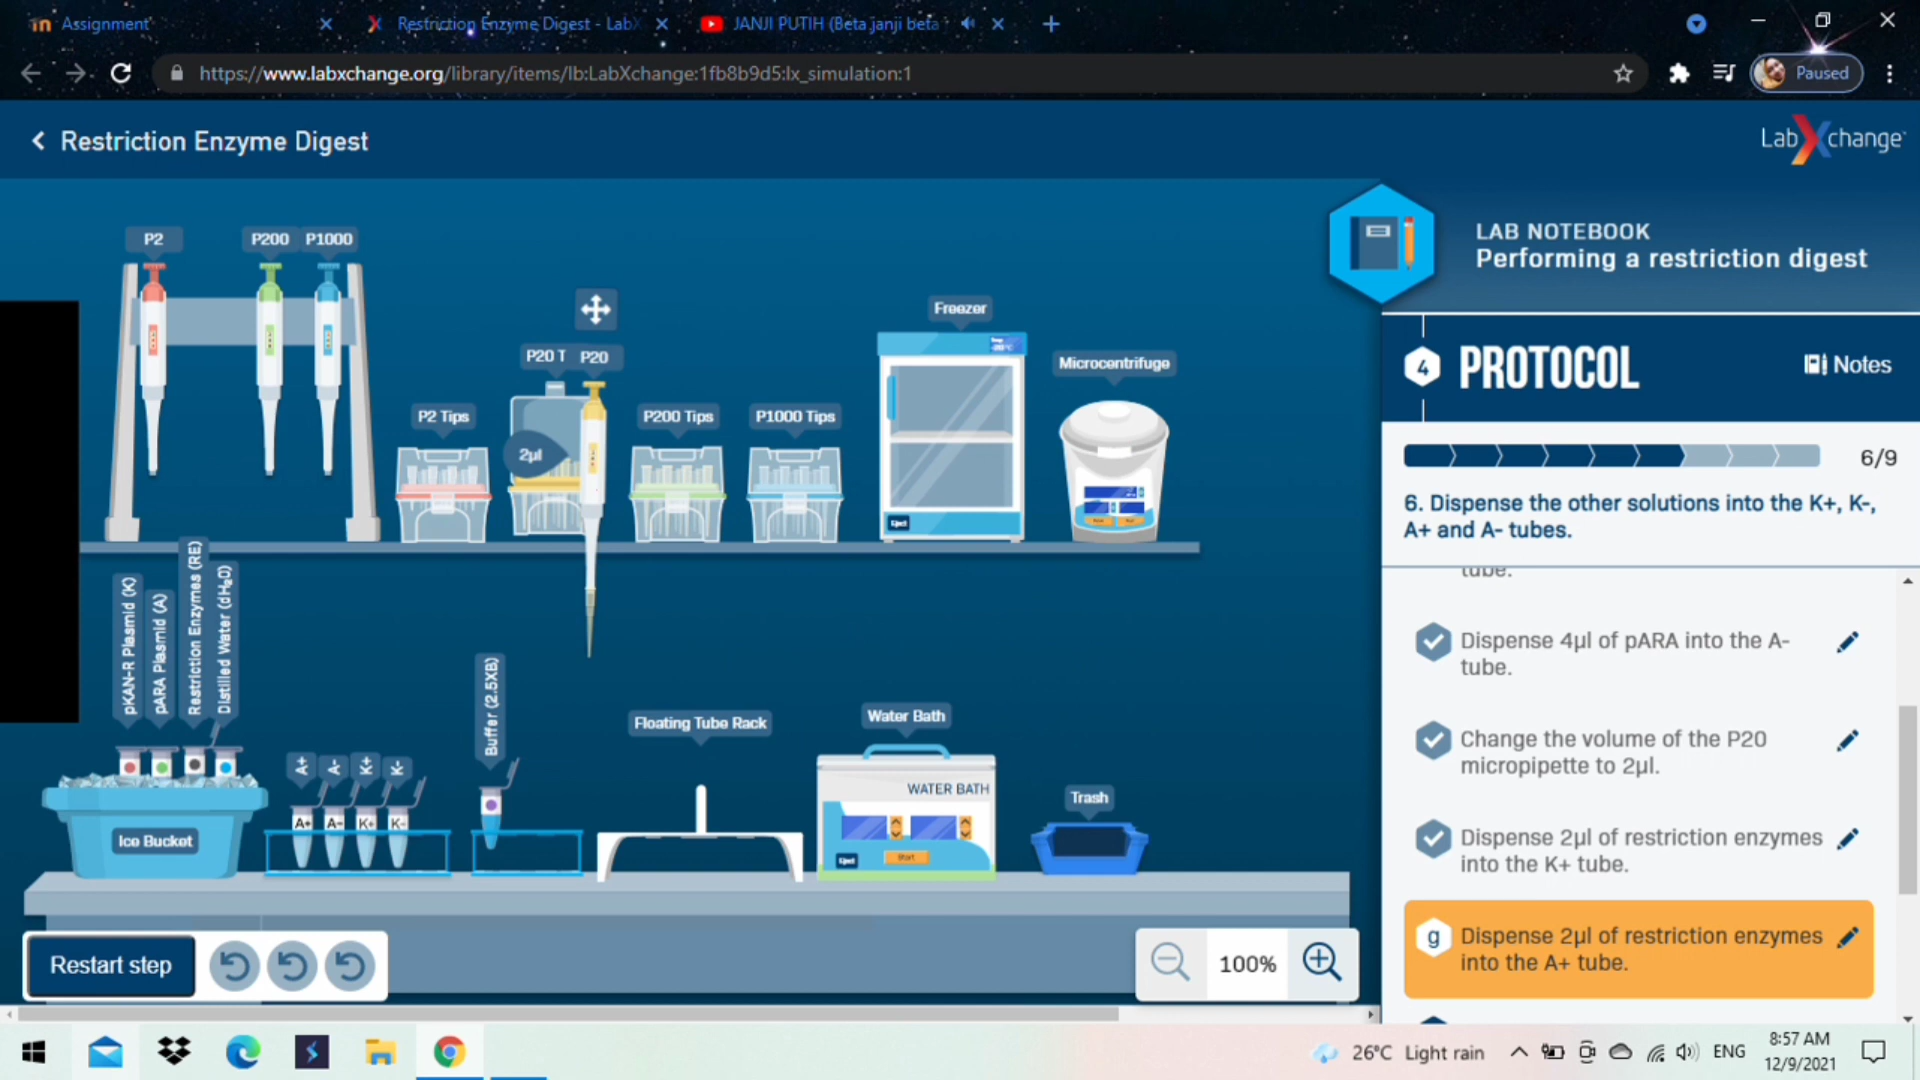 Assignment
Restriction Enzyme Digest - Lab
JANJI PUTIH (Beta janji beta
https://www.labxchange.org/library/items/lb:LabXchange:1fb8b9d5:lx_simulation:1
Paused
Restriction Enzyme Digest
LabXchange
P2
P200
P1000
P20 T
P20
P2 Tips
2µl
P200 Tips
P1000 Tips
Freezer
Eject
Microcentrifuge
pKAN-R Plasmid (K)
pARA Plasmid (A)
Restriction Enzymes (RE)
Distilled Water (dH₂O)
Ice Bucket
A+
A-
K+
K-
A+
A-
K+
K-
Buffer (2.5XB)
Floating Tube Rack
Water Bath
WATER BATH
Eject
Start
Trash
Restart step
100%
LAB NOTEBOOK
Performing a restriction digest
4
PROTOCOL
Notes
6/9
6. Dispense the other solutions into the K+, K-,
A+ and A- tubes.
tube.
Dispense 4µl of pARA into the A-
tube.
Change the volume of the P20
micropipette to 2µl.
Dispense 2µl of restriction enzymes
into the K+ tube.
g
Dispense 2µl of restriction enzymes
into the A+ tube.
26°C Light rain
ENG
8:57 AM
12/9/2021